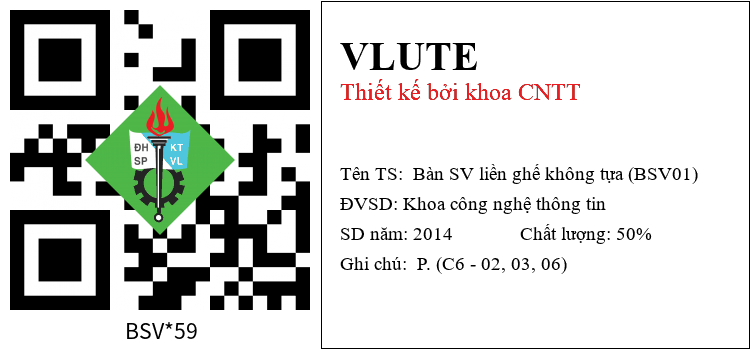 ĐH KT
SP VL
BSV*59
VLUTE
Thiết kế bởi khoa CNTT
Tên TS: Bàn SV liền ghế không tựa (BSV01)
ĐVSD: Khoa công nghệ thông tin
SD năm: 2014 Chất lượng: 50%
Ghi chú: P. (C6 - 02, 03, 06)